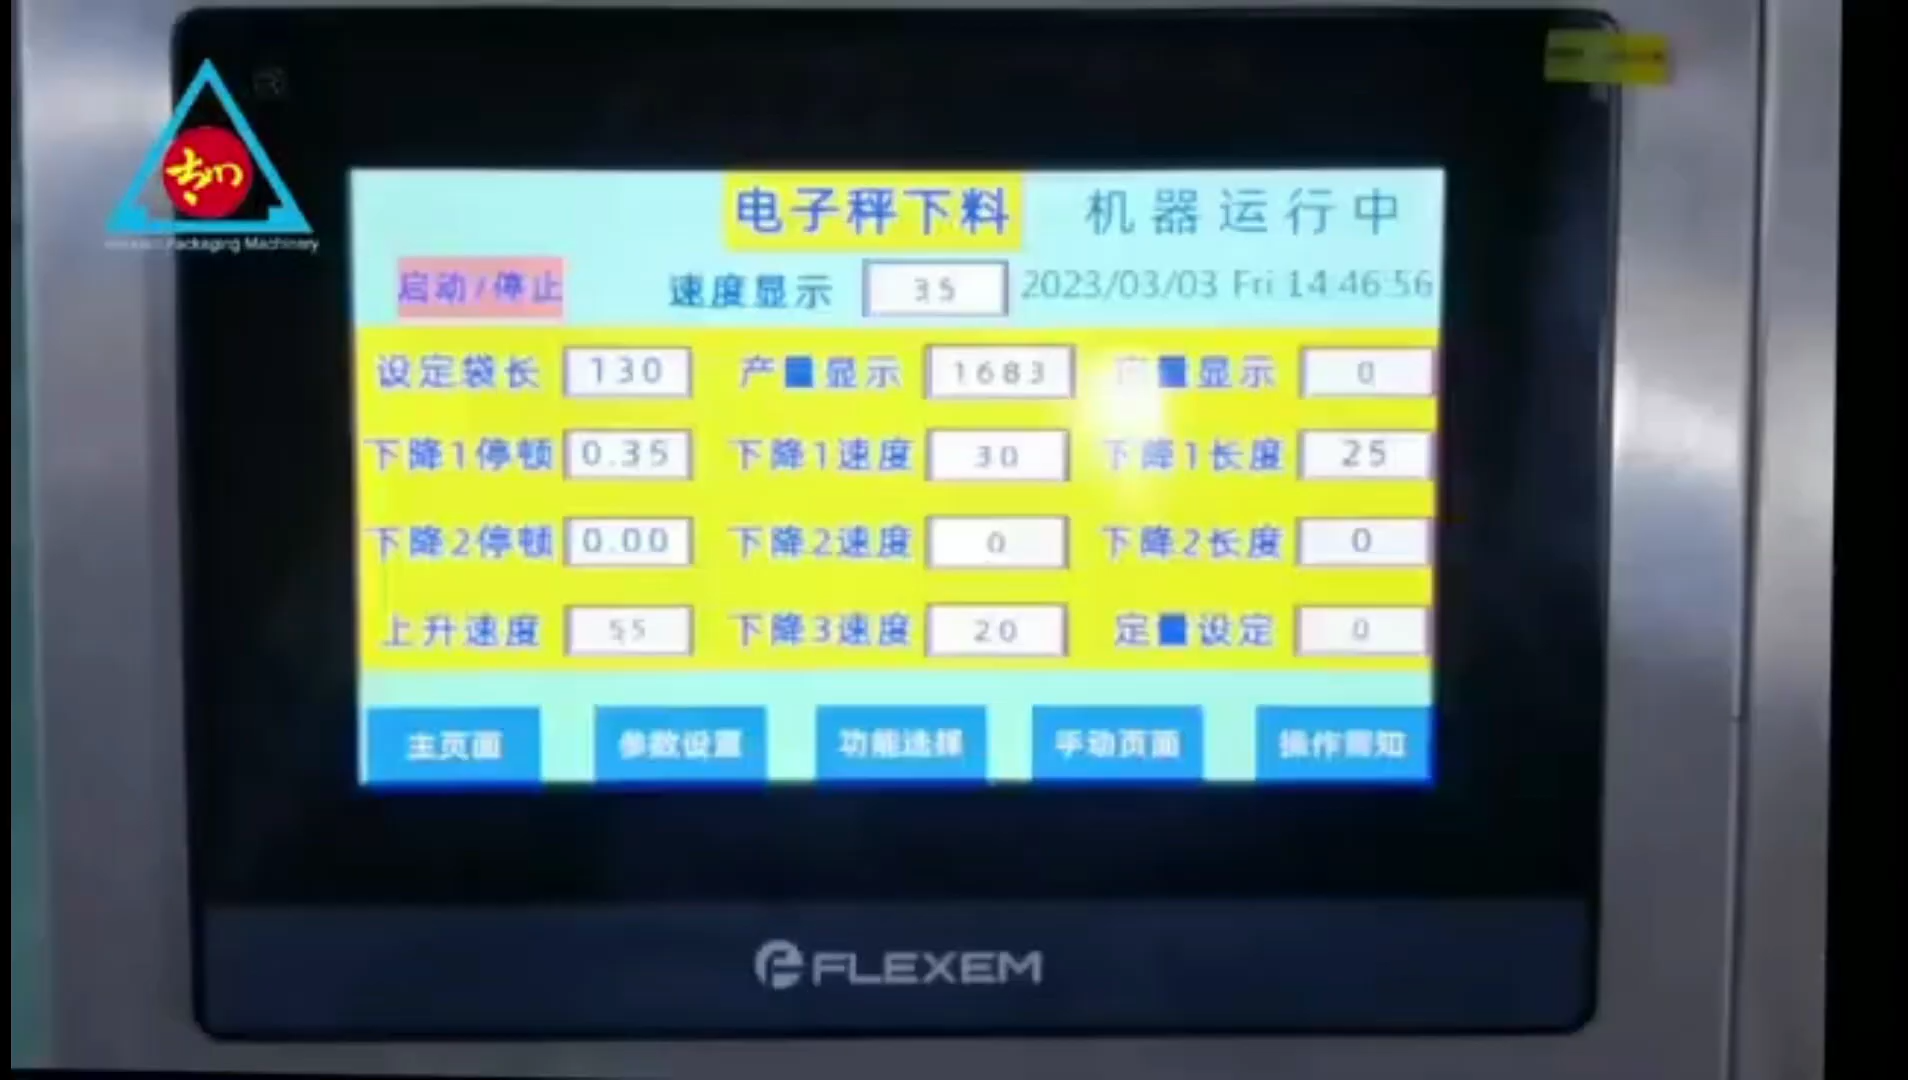 Packaging Machinery
电子秤下料 机器运行中
启动/停止 速度显示 35 2023/03/03 Fri 14:46:56
设定袋长 130 产量显示 1683 量显示 0
下降1停顿 0.35 下降1速度 30 下降1长度 25
下降2停顿 0.00 下降2速度 0 下降2长度 0
上升速度 55 下降3速度 20 定量设定 0
主页面 参数设置 功能选择 手动页面 操作需知
FLEXEM